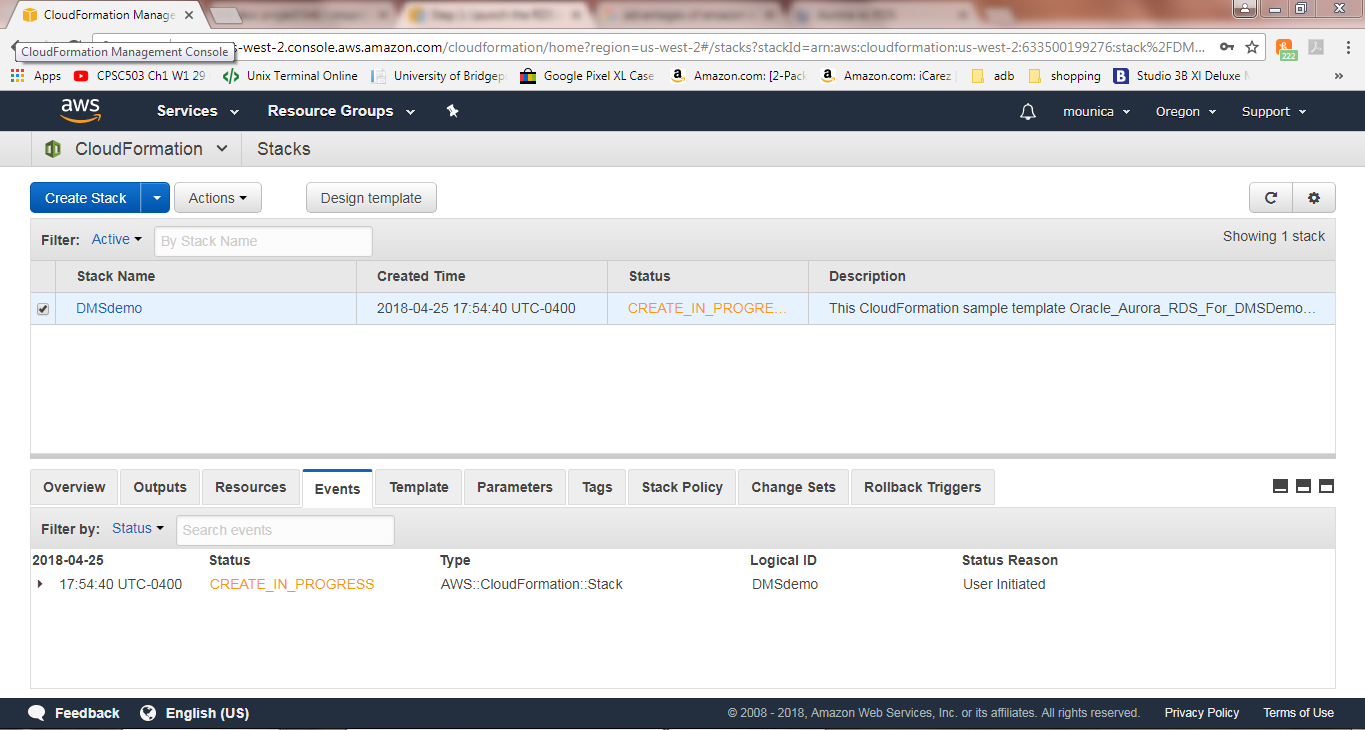 CloudFormation Manage
CloudFormation Management Console
s-west-2.console.aws.amazon.com/cloudformation/home?region=us-west-2#/stacks?stackId=arn:aws:cloudformation:us-west-2:633500199276:stack%2FDM...
222
Apps CPSC503 Ch1 W1 29 Unix Terminal Online University of Bridgep Google Pixel XL Case Amazon.com: [2-Pack Amazon.com: iCarez adb shopping Studio 3B XI Deluxe »
aws Services Resource Groups mounica Oregon Support
CloudFormation Stacks
Create Stack Actions Design template
Filter: Active By Stack Name Showing 1 stack
Stack Name Created Time Status Description
DMSdemo 2018-04-25 17:54:40 UTC-0400 CREATE_IN_PROGRE... This CloudFormation sample template Oracle_Aurora_RDS_For_DMSDemo...
Overview Outputs Resources Events Template Parameters Tags Stack Policy Change Sets Rollback Triggers
Filter by: Status Search events
2018-04-25 Status Type Logical ID Status Reason
17:54:40 UTC-0400 CREATE_IN_PROGRESS AWS::CloudFormation::Stack DMSdemo User Initiated
Feedback English (US) © 2008 - 2018, Amazon Web Services, Inc. or its affiliates. All rights reserved. Privacy Policy Terms of Use